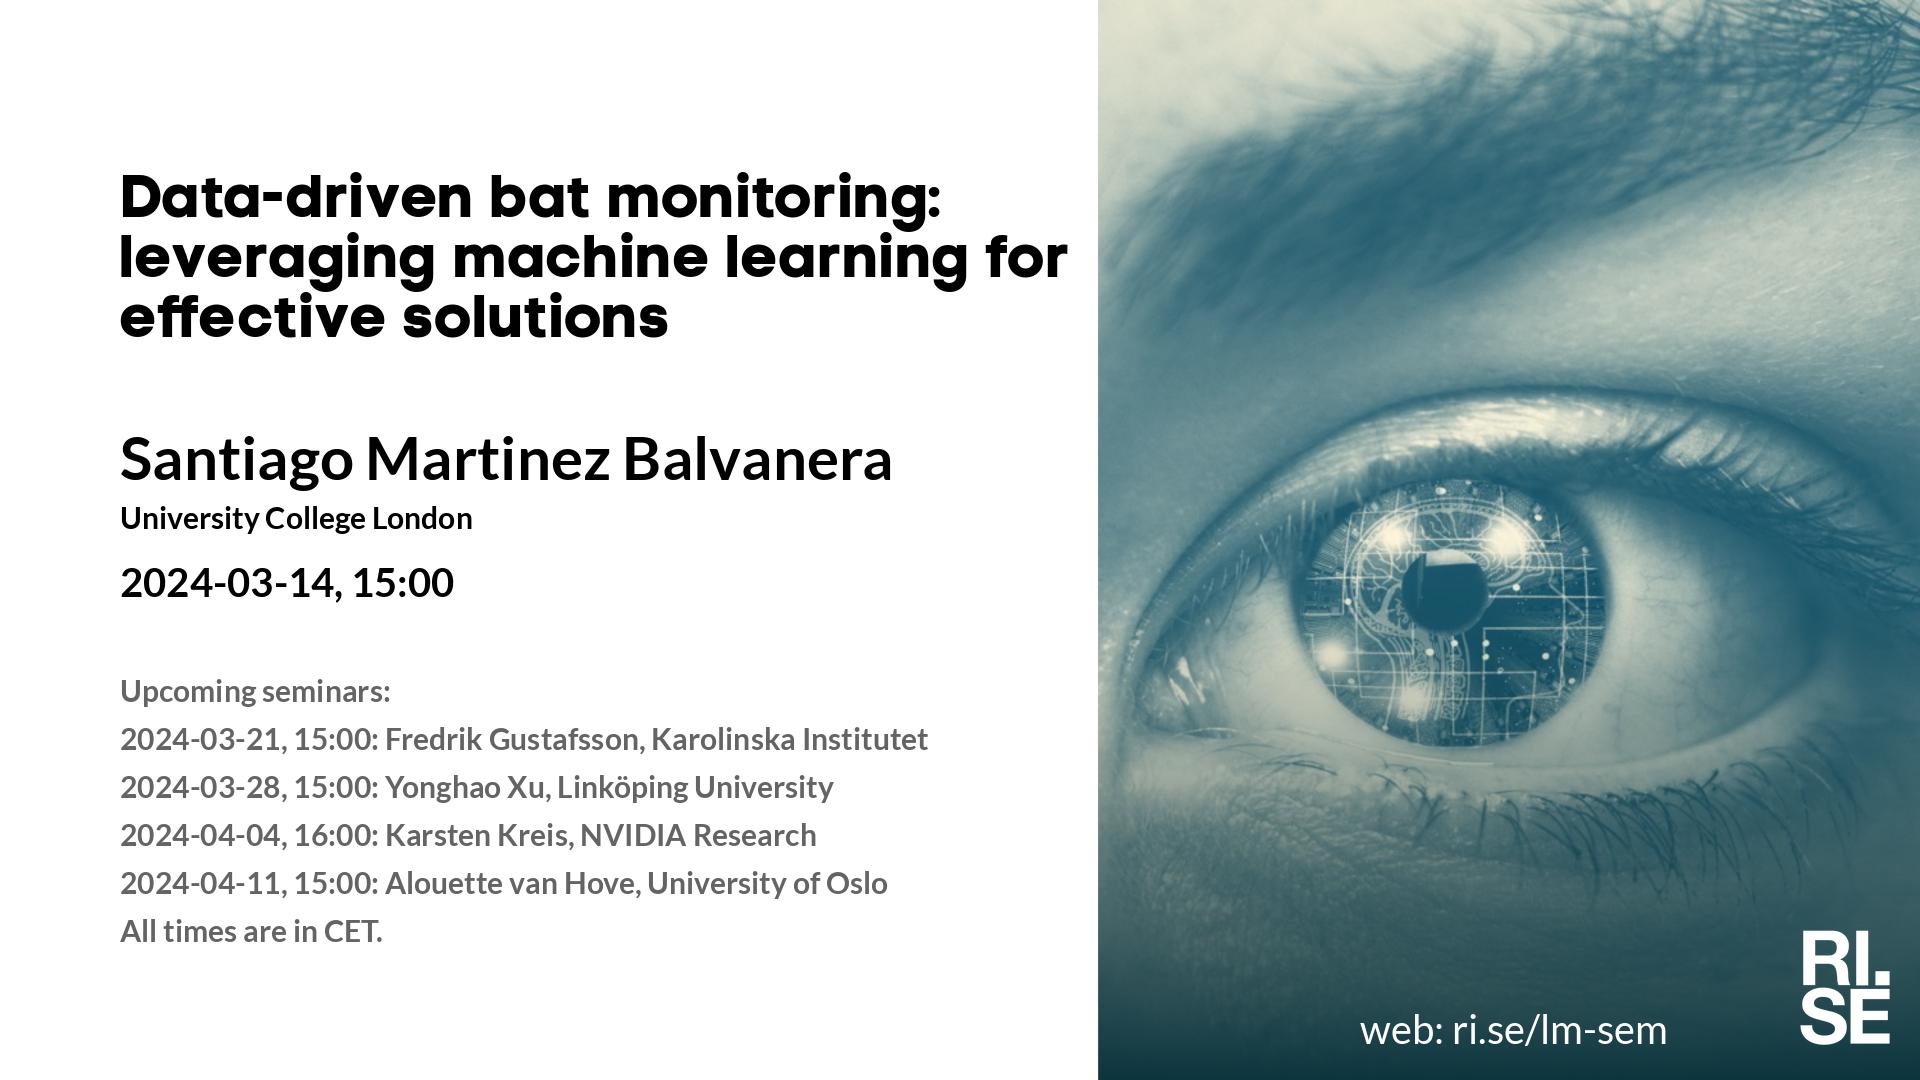 Data-driven bat monitoring:
leveraging machine learning for
effective solutions
Santiago Martinez Balvanera
University College London
2024-03-14, 15:00
Upcoming seminars:
2024-03-21, 15:00: Fredrik Gustafsson, Karolinska Institutet
2024-03-28, 15:00: Yonghao Xu, Linköping University
2024-04-04, 16:00: Karsten Kreis, NVIDIA Research
2024-04-11, 15:00: Alouette van Hove, University of Oslo
All times are in CET.
web: ri.se/lm-sem
RI.
SE